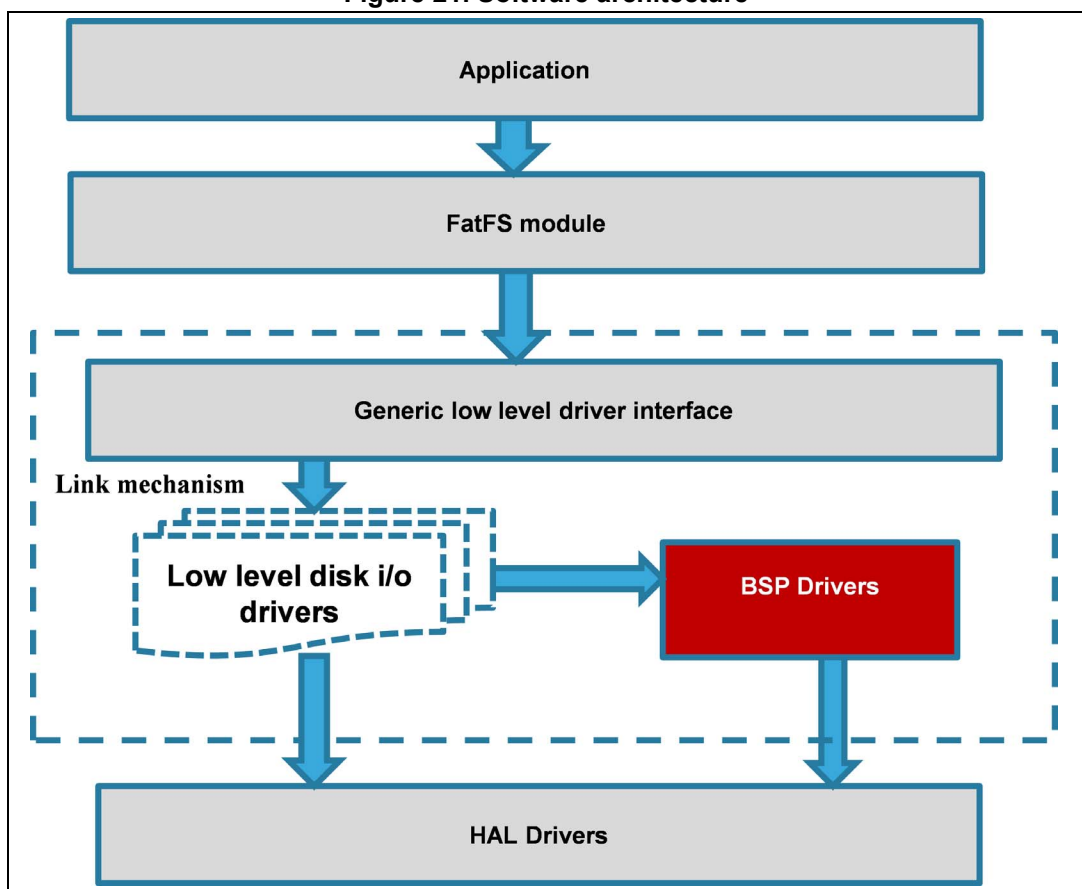 Application
FatFS module
Generic low level driver interface
Link mechanism
Low level disk i/o
drivers
BSP Drivers
HAL Drivers